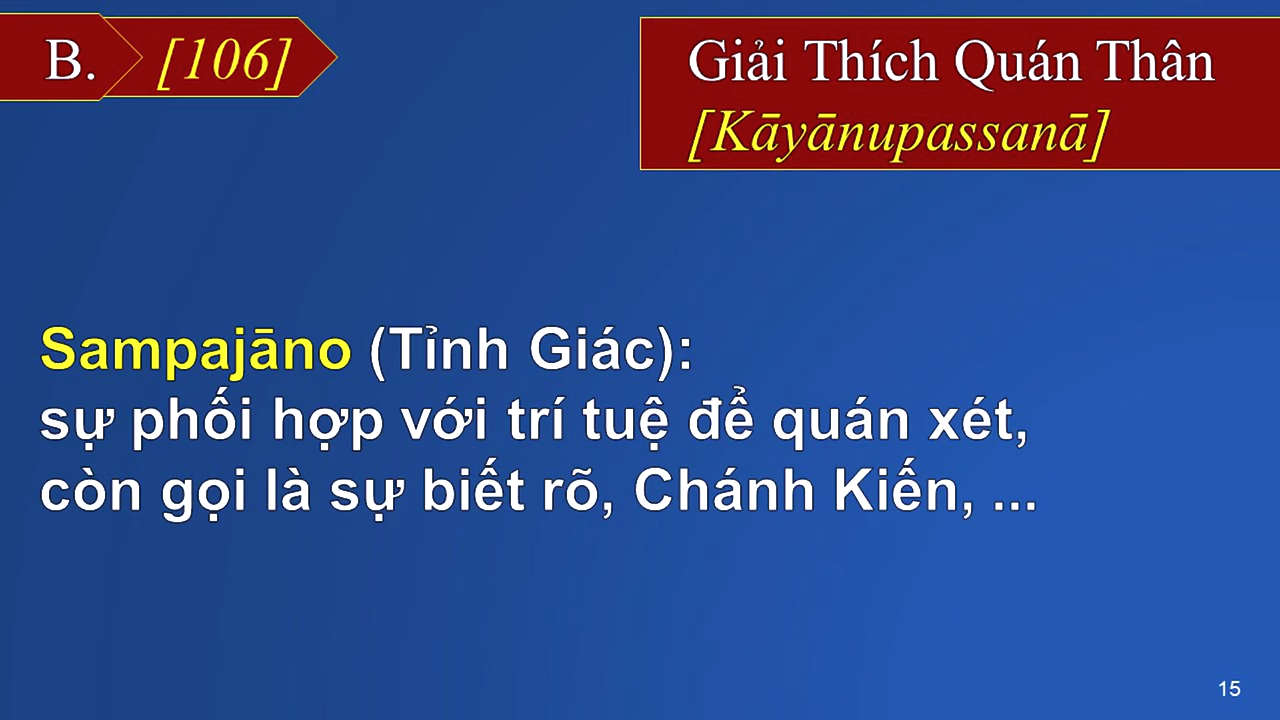 B. [106]
Giải Thích Quán Thân
[Kāyānupassanā]
Sampajāno (Tỉnh Giác):
sự phối hợp với trí tuệ để quán xét,
còn gọi là sự biết rõ, Chánh Kiến, ...
15